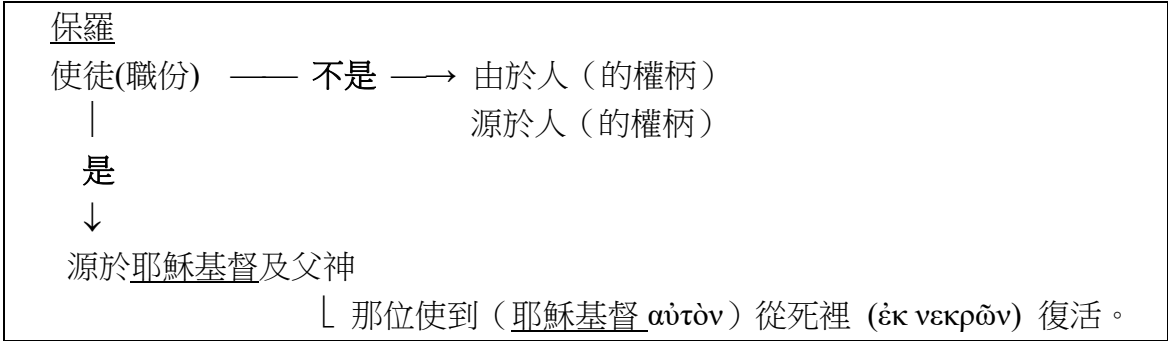 保羅
使徒(職份) —— 不是 —→ 由於人（的權柄）
│ 源於人（的權柄）
是
↓
源於耶穌基督及父神
└ 那位使到（耶穌基督 αὐτὸν）從死裡 (ἐκ νεκρῶν) 復活。